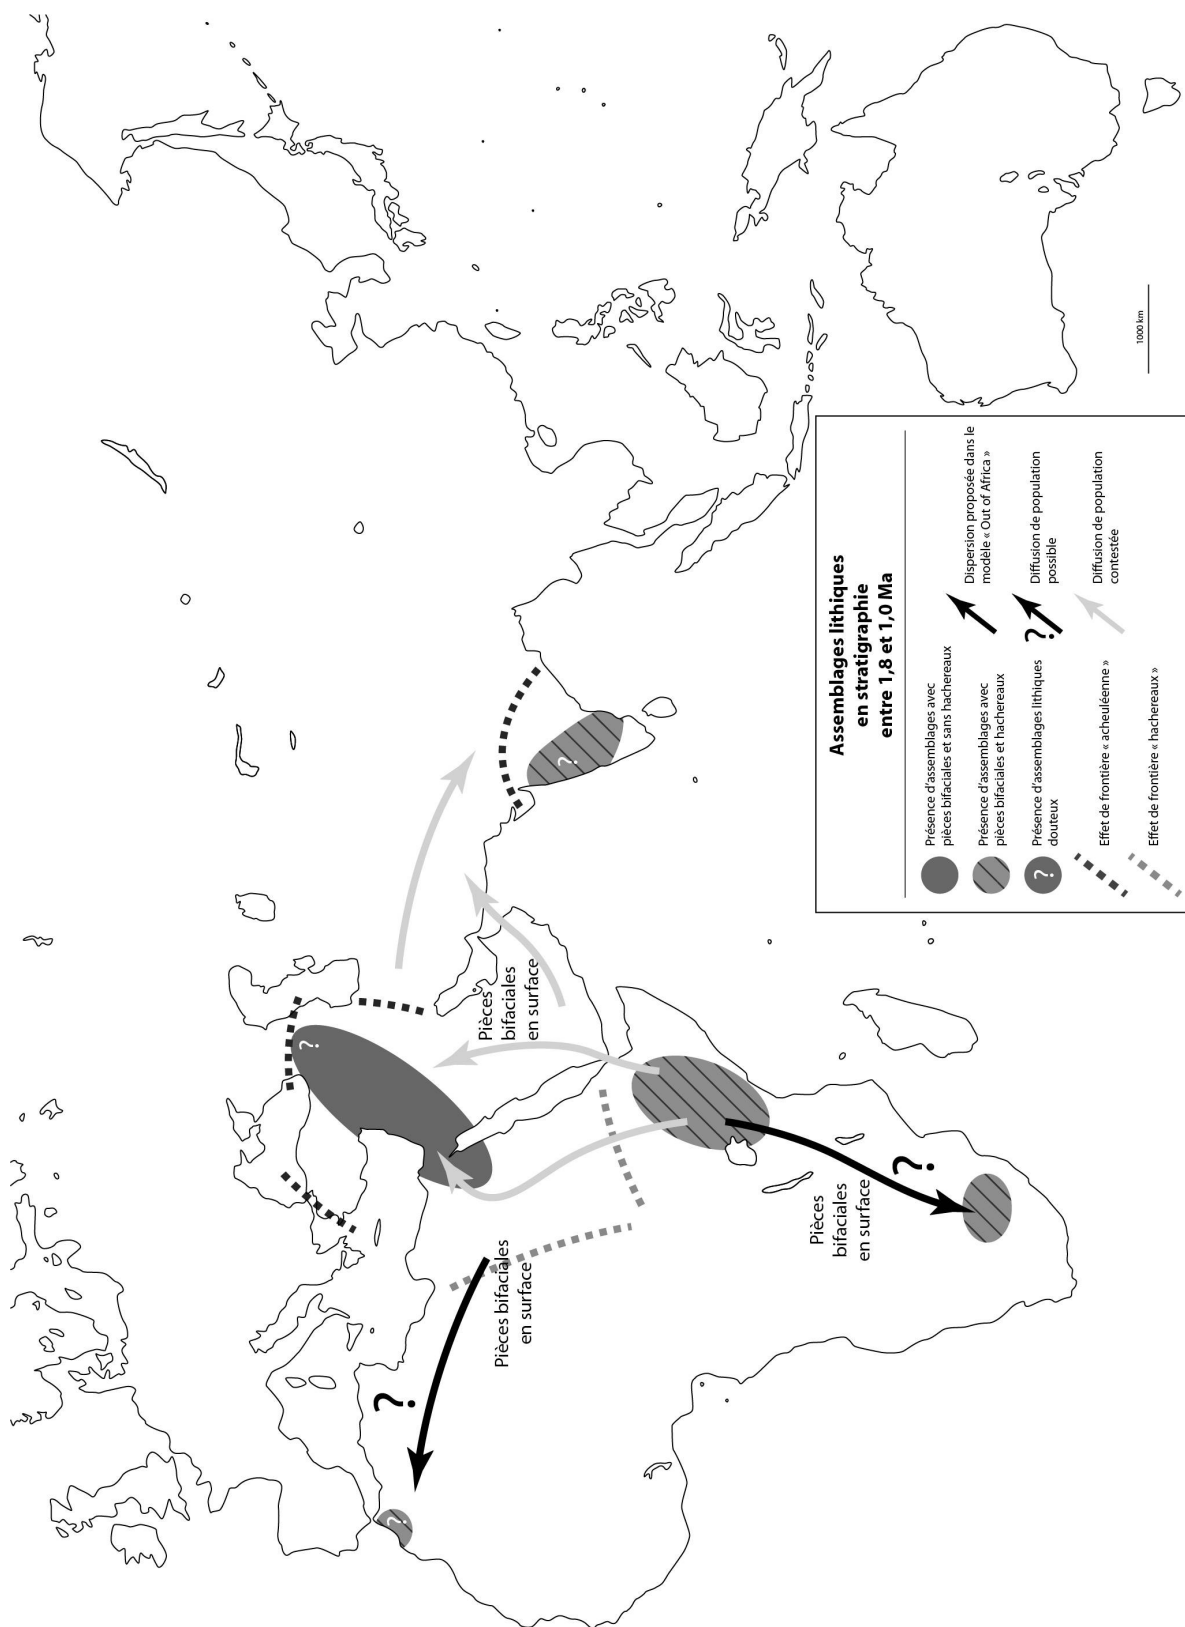 Pièces
bifaciales
en surface
Pièces bifaciales
en surface
Pièces
bifaciales
en surface
?
?
?
?
?
Assemblages lithiques
en stratigraphie
entre 1,8 et 1,0 Ma
Présence d'assemblages avec
pièces bifaciales et sans hachereaux
Présence d'assemblages avec
pièces bifaciales et hachereaux
?
Présence d'assemblages lithiques
douteux
Effet de frontière « acheuléenne »
Effet de frontière « hachereaux »
Dispersion proposée dans le
modèle « Out of Africa »
?
Diffusion de population
possible
Diffusion de population
contestée
1000 km